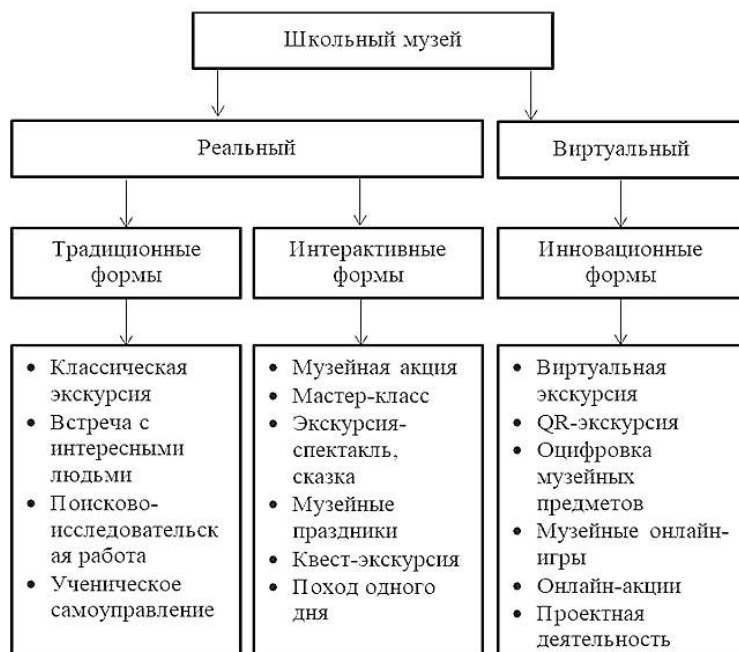 Школьный музей
Реальный
Виртуальный
Традиционные
формы
Интерактивные
формы
Инновационные
формы
• Классическая
экскурсия
• Встреча с
интересными
людьми
• Поисково-
исследовательск
ая работа
• Ученическое
самоуправление
• Музейная акция
• Мастер-класс
• Экскурсия-
спектакль,
сказка
• Музейные
праздники
• Квест-экскурсия
• Поход одного
дня
• Виртуальная
экскурсия
• QR-экскурсия
• Оцифровка
музейных
предметов
• Музейные онлайн-
игры
• Онлайн-акции
• Проектная
деятельность